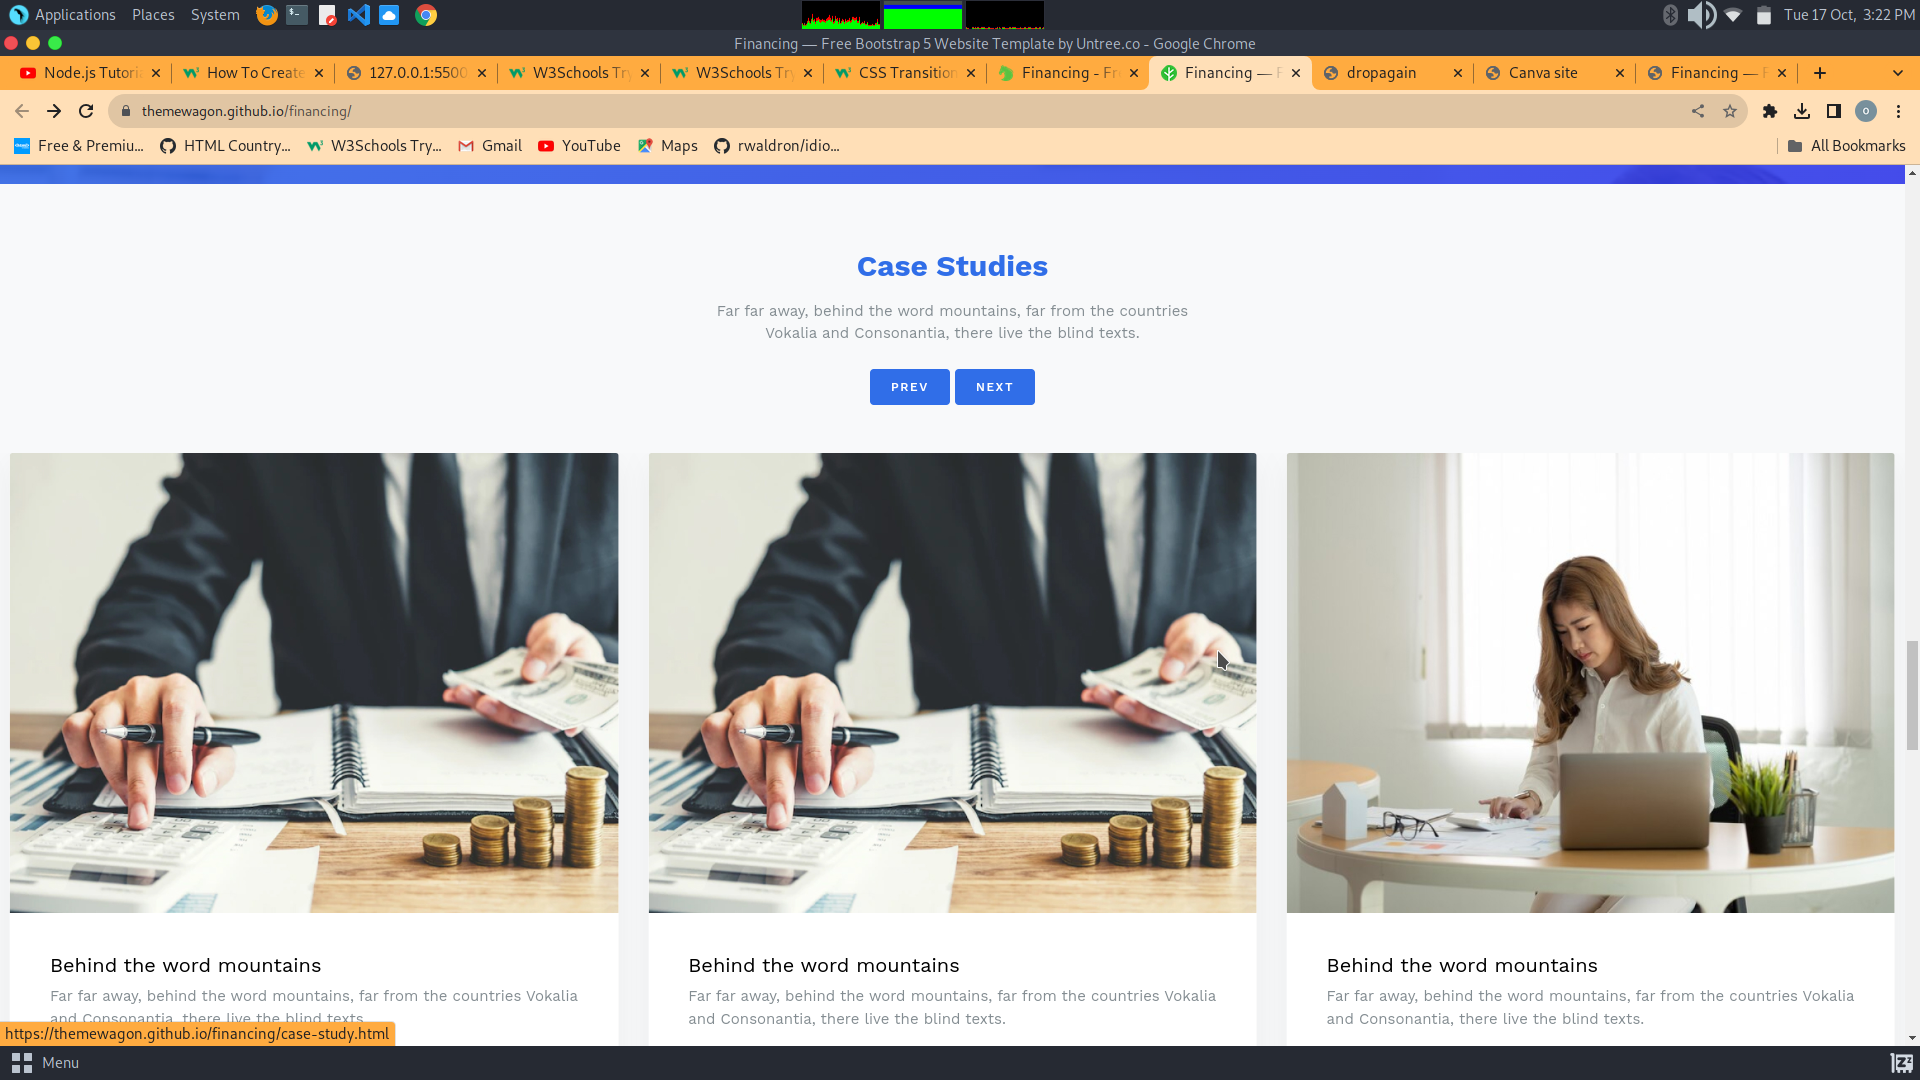 Applications Places System
Tue 17 Oct, 3:22 PM
Financing — Free Bootstrap 5 Website Template by Untree.co - Google Chrome
Node.js Tutori
How To Create
127.0.0.1:5500
W3Schools Try
W3Schools Try
CSS Transition
Financing - Fr
Financing — F
dropagain
Canva site
Financing — F
themewagon.github.io/financing/
O
Free & Premiu...
HTML Country...
W3Schools Try...
Gmail
YouTube
Maps
rwaldron/idio...
All Bookmarks
Case Studies
Far far away, behind the word mountains, far from the countries
Vokalia and Consonantia, there live the blind texts.
PREV NEXT
Behind the word mountains
Far far away, behind the word mountains, far from the countries Vokalia
and Consonantia, there live the blind texts.
Behind the word mountains
Far far away, behind the word mountains, far from the countries Vokalia
and Consonantia, there live the blind texts.
Behind the word mountains
Far far away, behind the word mountains, far from the countries Vokalia
and Consonantia, there live the blind texts.
https://themewagon.github.io/financing/case-study.html
Menu